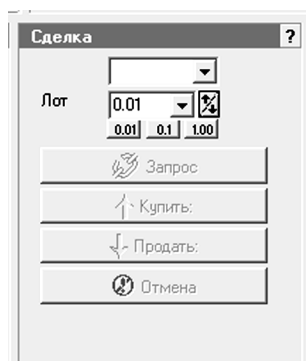 Сделка ?
Лот 0.01
0.01 0.1 1.00
Запрос
Купить:
Продать:
Отмена